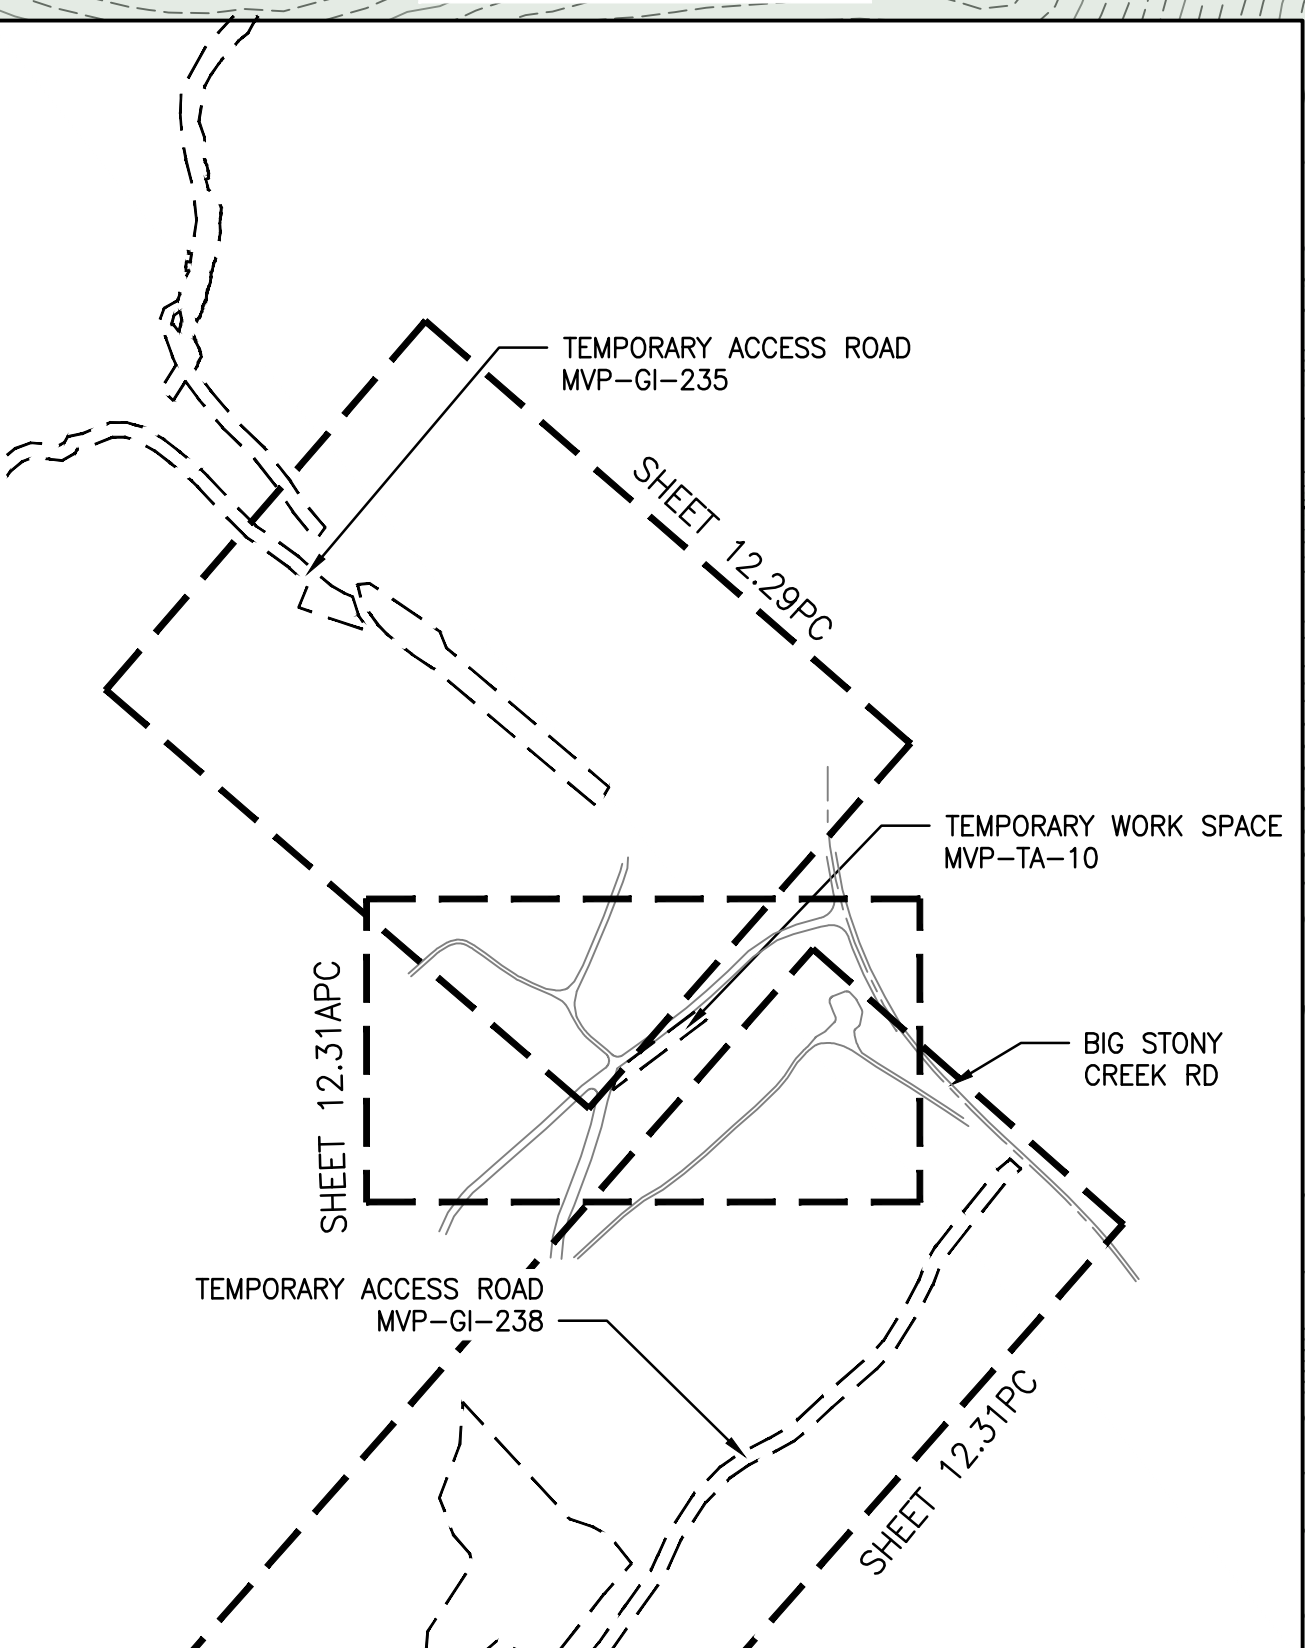 TEMPORARY ACCESS ROAD
MVP-GI-235
SHEET 12.29PC
TEMPORARY WORK SPACE
MVP-TA-10
SHEET 12.31APC
BIG STONY
CREEK RD
TEMPORARY ACCESS ROAD
MVP-GI-238
SHEET 12.31PC